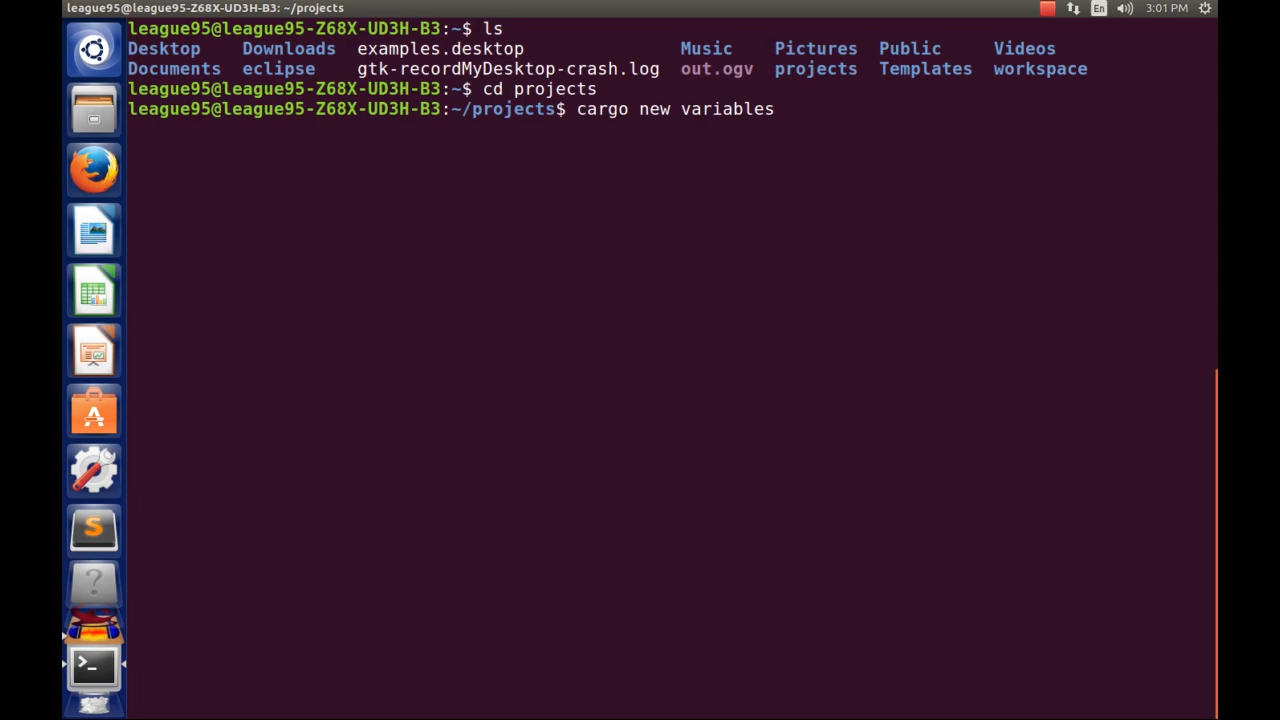 league95@league95-Z68X-UD3H-B3: ~/projects
En
3:01 PM
league95@league95-Z68X-UD3H-B3:~$ ls
Desktop Downloads examples.desktop Music Pictures Public Videos
Documents eclipse gtk-recordMyDesktop-crash.log out.ogv projects Templates workspace
league95@league95-Z68X-UD3H-B3:~$ cd projects
league95@league95-Z68X-UD3H-B3:~/projects$ cargo new variables